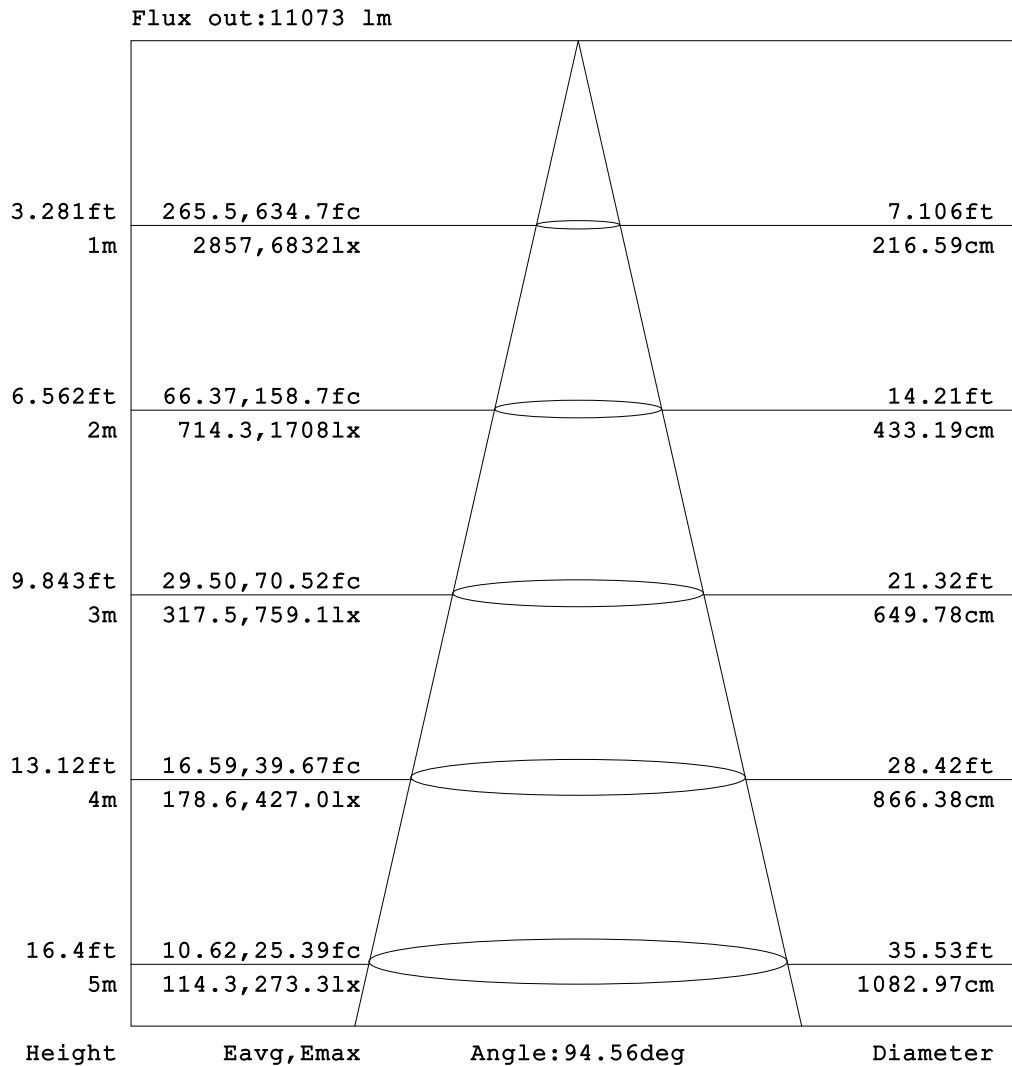 Flux out:11073 lm
3.281ft 265.5,634.7fc 7.106ft
1m 2857,6832lx 216.59cm
6.562ft 66.37,158.7fc 14.21ft
2m 714.3,1708lx 433.19cm
9.843ft 29.50,70.52fc 21.32ft
3m 317.5,759.1lx 649.78cm
13.12ft 16.59,39.67fc 28.42ft
4m 178.6,427.0lx 866.38cm
16.4ft 10.62,25.39fc 35.53ft
5m 114.3,273.3lx 1082.97cm
Height Eavg,Emax Angle:94.56deg Diameter